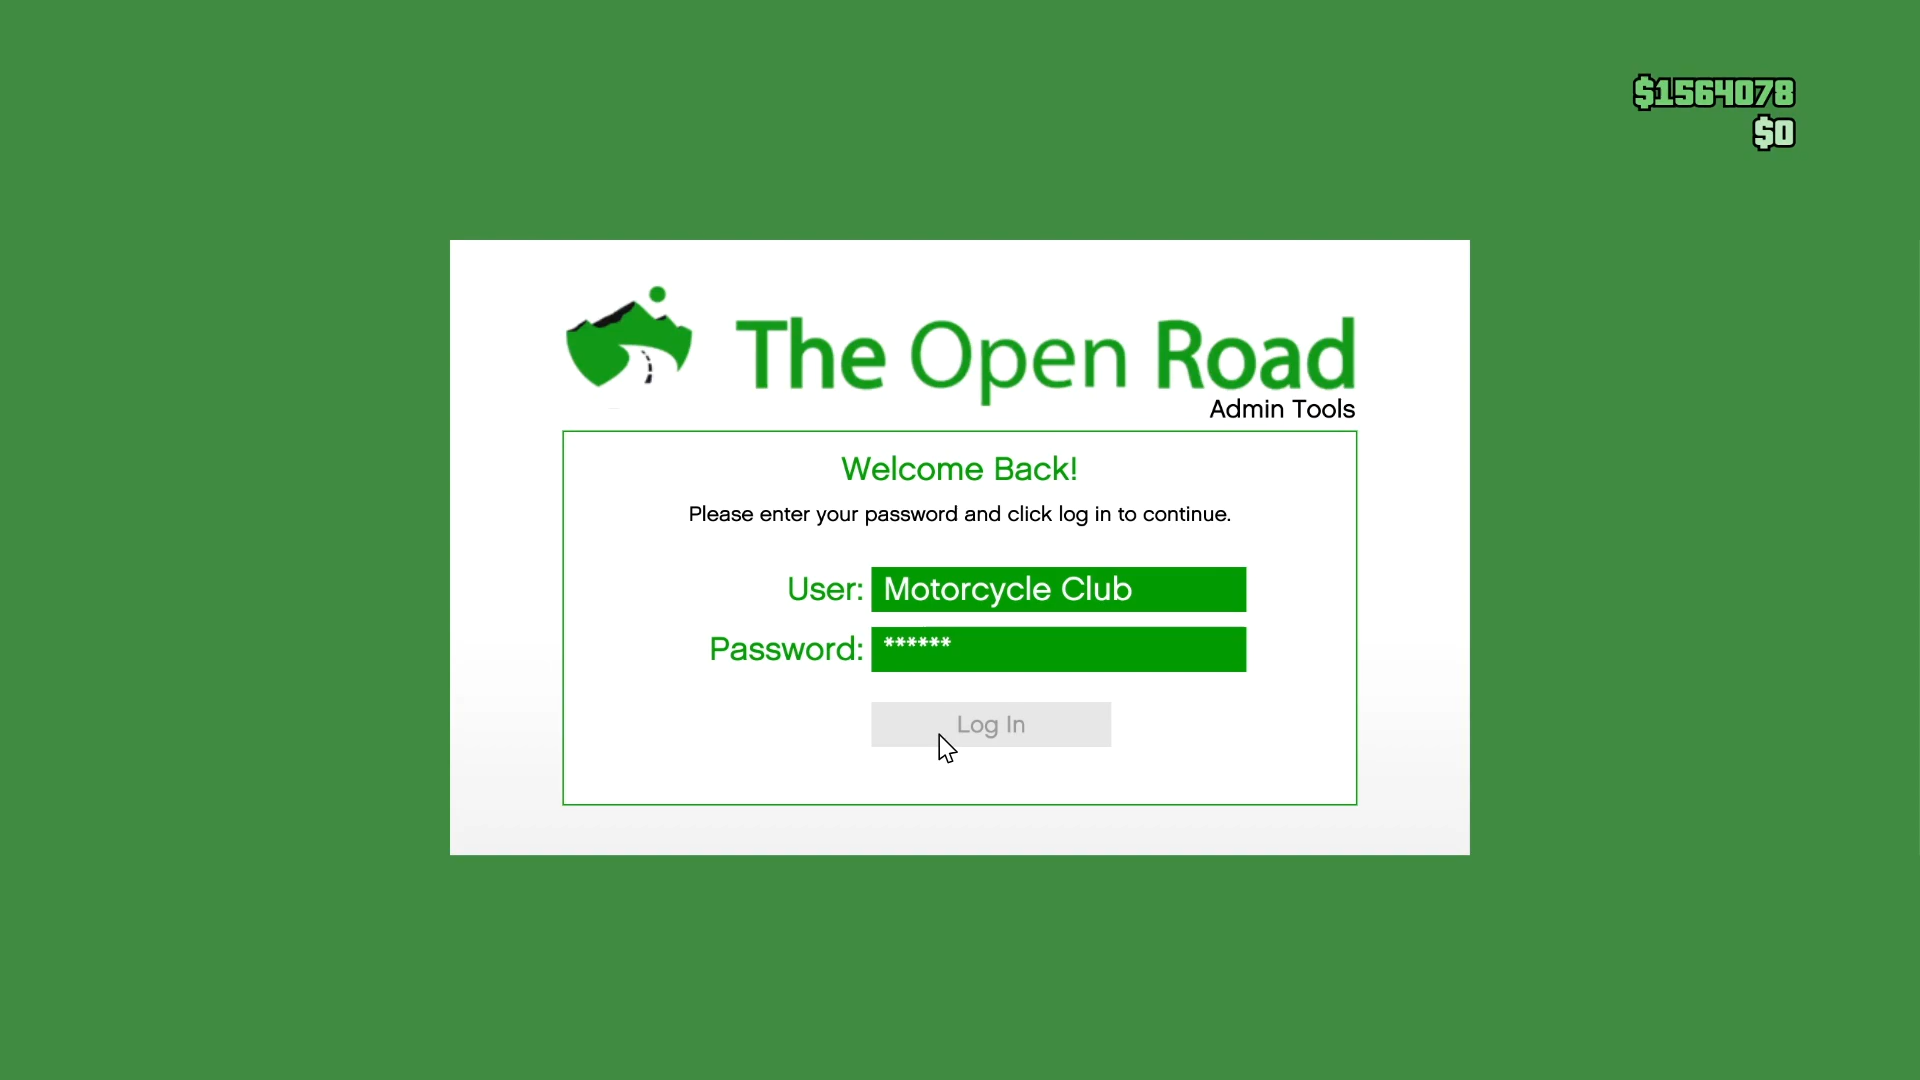 $1564078
$0
The Open Road
Admin Tools
Welcome Back!
Please enter your password and click log in to continue.
User: Motorcycle Club
Password: ******
Log In